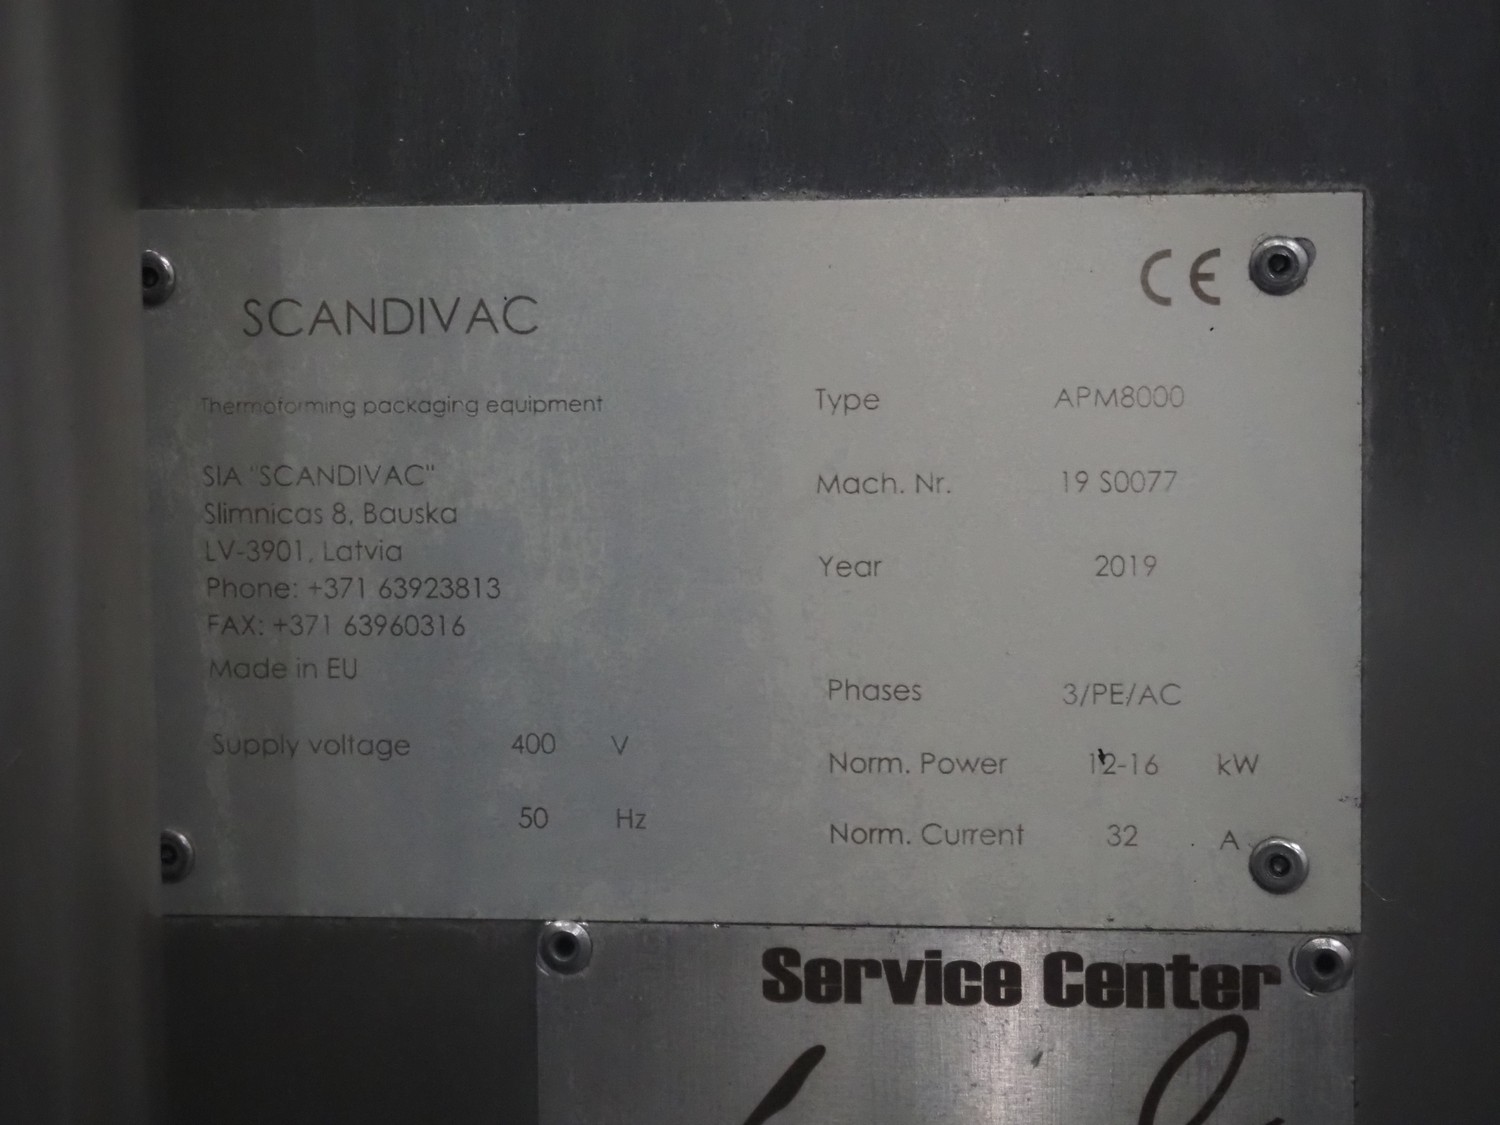 SCANDIVAC
CE
Thermoforming packaging equipment
SIA "SCANDIVAC"
Slimnicas 8, Bauska
LV-3901, Latvia
Phone: +371 63923813
FAX: +371 63960316
Made in EU
Supply voltage 400 V
50 Hz
Type APM8000
Mach. Nr. 19 S0077
Year 2019
Phases 3/PE/AC
Norm. Power 12-16 kW
Norm. Current 32 A
Service Center